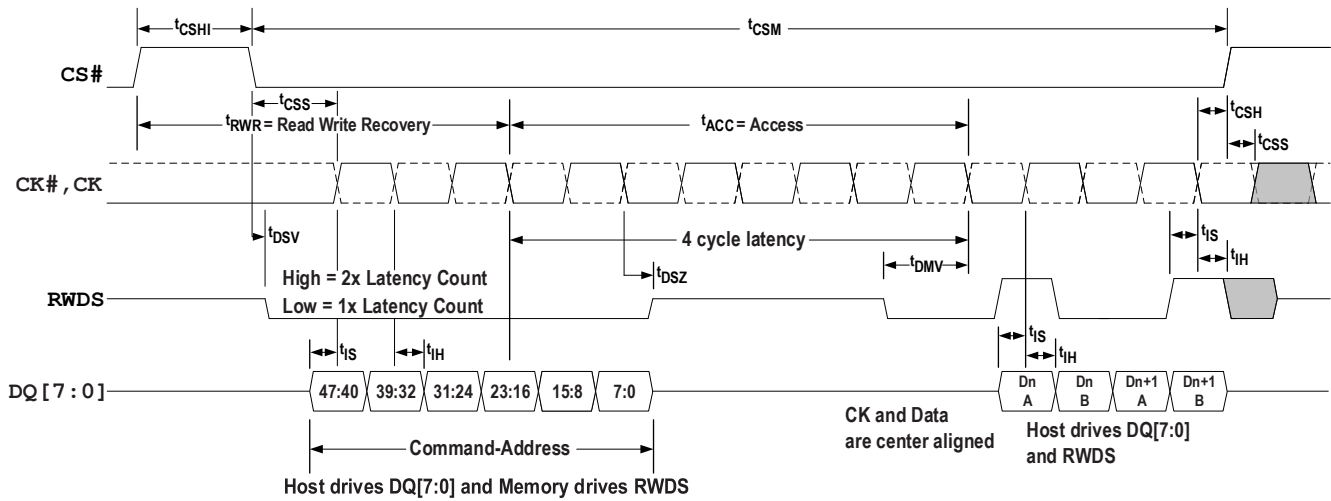 tCSHI
tCSM
CS#
tCSS
tCSH
tRWR = Read Write Recovery
tACC = Access
tCSS
CK#,CK
tDSV
4 cycle latency
tIS
tDMV
tIH
High = 2x Latency Count
tDSZ
RWDS
Low = 1x Latency Count
tIS
tIH
tIS
tIH
DQ[7:0]
47:40 39:32 31:24 23:16 15:8 7:0
Dn A
Dn B
Dn+1 A
Dn+1 B
CK and Data
are center aligned
Host drives DQ[7:0]
and RWDS
Command-Address
Host drives DQ[7:0] and Memory drives RWDS